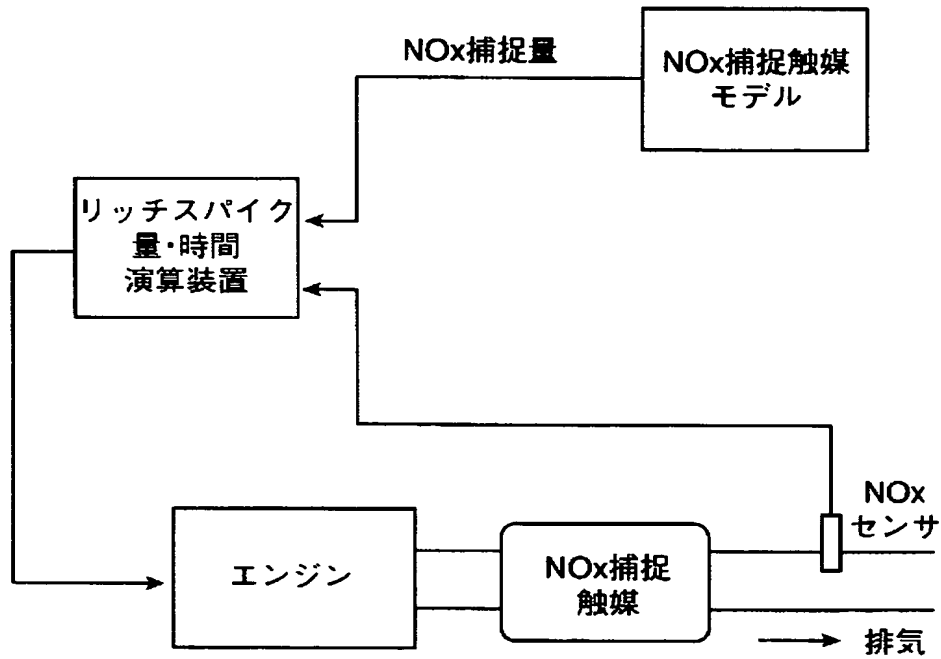 NOx捕捉量
NOx捕捉触媒
モデル
リッチスパイク
量・時間
演算装置
NOx
センサ
エンジン
NOx捕捉
触媒
排気